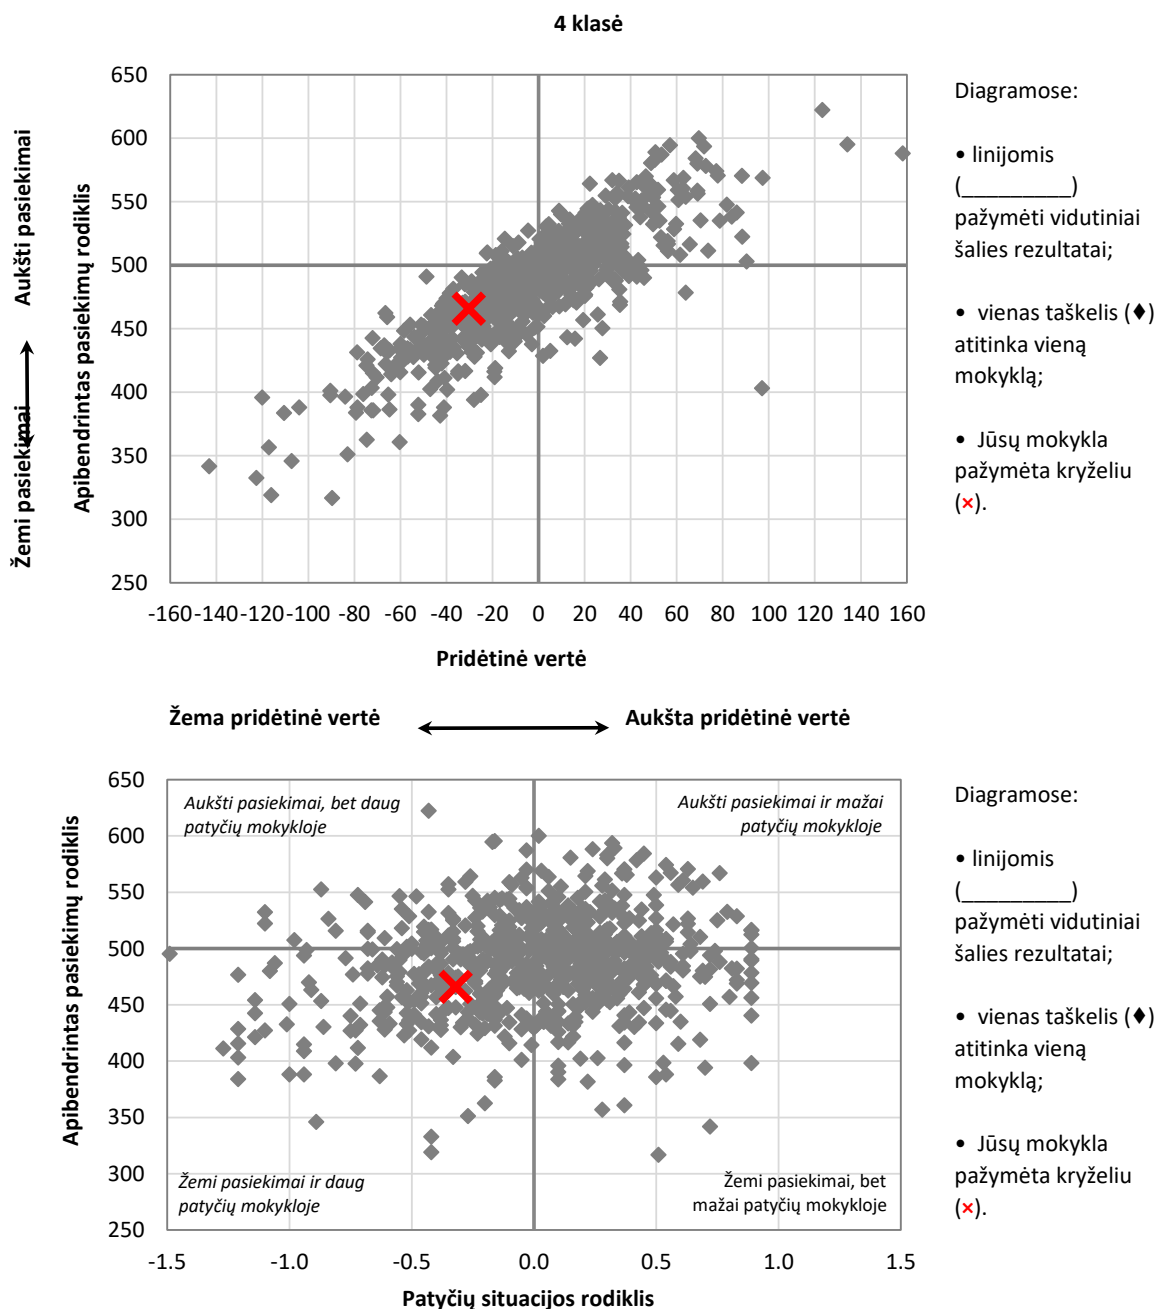 4 klasė
650
600
550
500
450
400
350
300
250
Aukšti pasiekimai
Žemi pasiekimai
Apibendrintas pasiekimų rodiklis
-160 -140 -120 -100 -80 -60 -40 -20 0 20 40 60 80 100 120 140 160
Pridėtinė vertė
Žema pridėtinė vertė
Aukšta pridėtinė vertė
Diagramose:
• linijomis
(_________)
pažymėti vidutiniai
šalies rezultatai;
• vienas taškelis (♦)
atitinka vieną
mokyklą;
• Jūsų mokykla
pažymėta kryželiu
(×).
650
600
550
500
450
400
350
300
250
Apibendrintas pasiekimų rodiklis
Aukšti pasiekimai, bet daug
patyčių mokykloje
Aukšti pasiekimai ir mažai
patyčių mokykloje
Žemi pasiekimai ir daug
patyčių mokykloje
Žemi pasiekimai, bet
mažai patyčių mokykloje
-1.5 -1.0 -0.5 0.0 0.5 1.0 1.5
Patyčių situacijos rodiklis
Diagramose:
• linijomis
(_________)
pažymėti vidutiniai
šalies rezultatai;
• vienas taškelis (♦)
atitinka vieną
mokyklą;
• Jūsų mokykla
pažymėta kryželiu
(×).